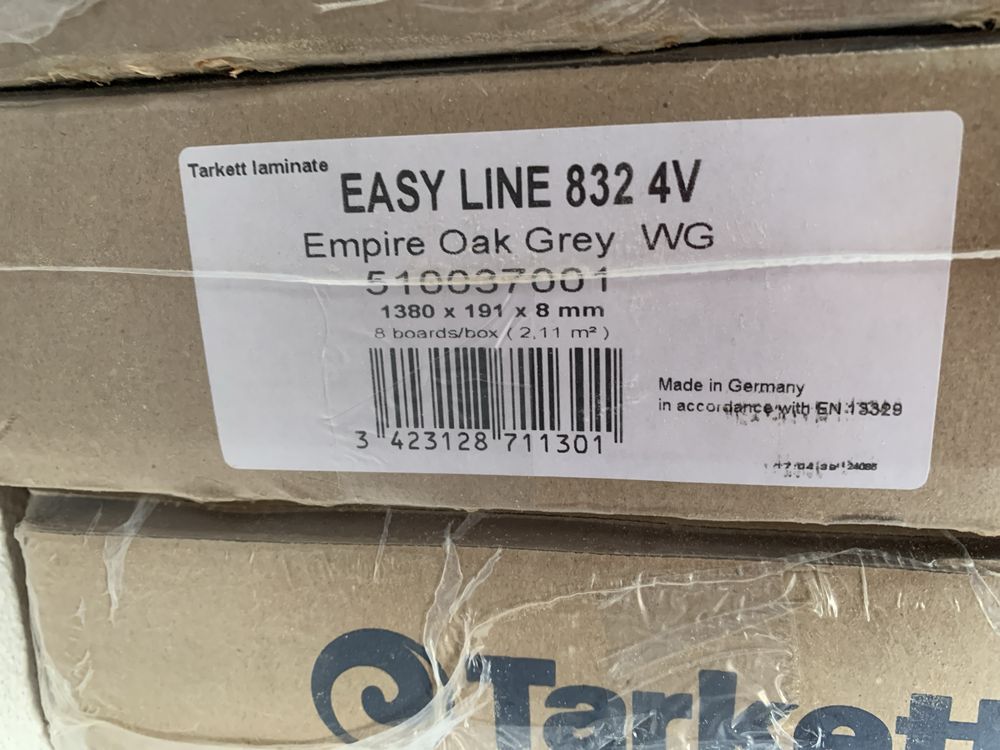 Tarkett laminate
EASY LINE 832 4V
Empire Oak Grey WG
510037001
1380 x 191 x 8 mm
8 boards/box ( 2,11 m² )
3 423128 711301
Made in Germany
in accordance with EN 13329
Tarkett